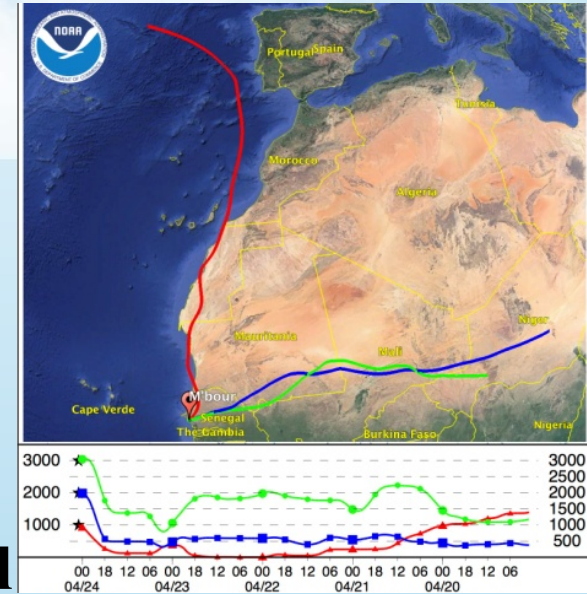 NOAA
Portugal Spain
Tunisia
Morocco
Algeria
Mauritania
Niger
Mali
M'bour
Cape Verde
Senegal
The Gambia
Burkina Faso
Nigeria
3000 3000
2500
2000 2000
1500
1000 1000
500
00 18 12 06 00 18 12 06 00 18 12 06 00 18 12 06 00 18 12 06
04/24 04/23 04/22 04/21 04/20